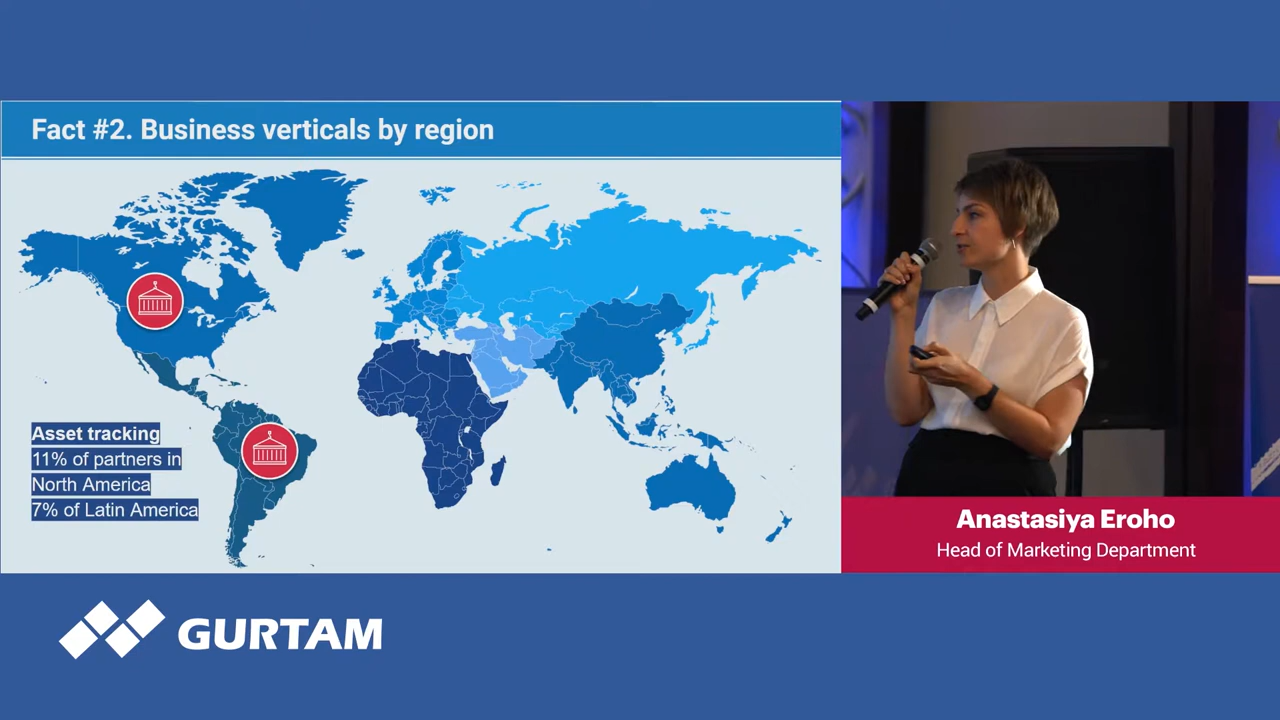 Fact #2. Business verticals by region
Asset tracking
11% of partners in
North America
7% of Latin America
Anastasiya Eroho
Head of Marketing Department
GURTAM